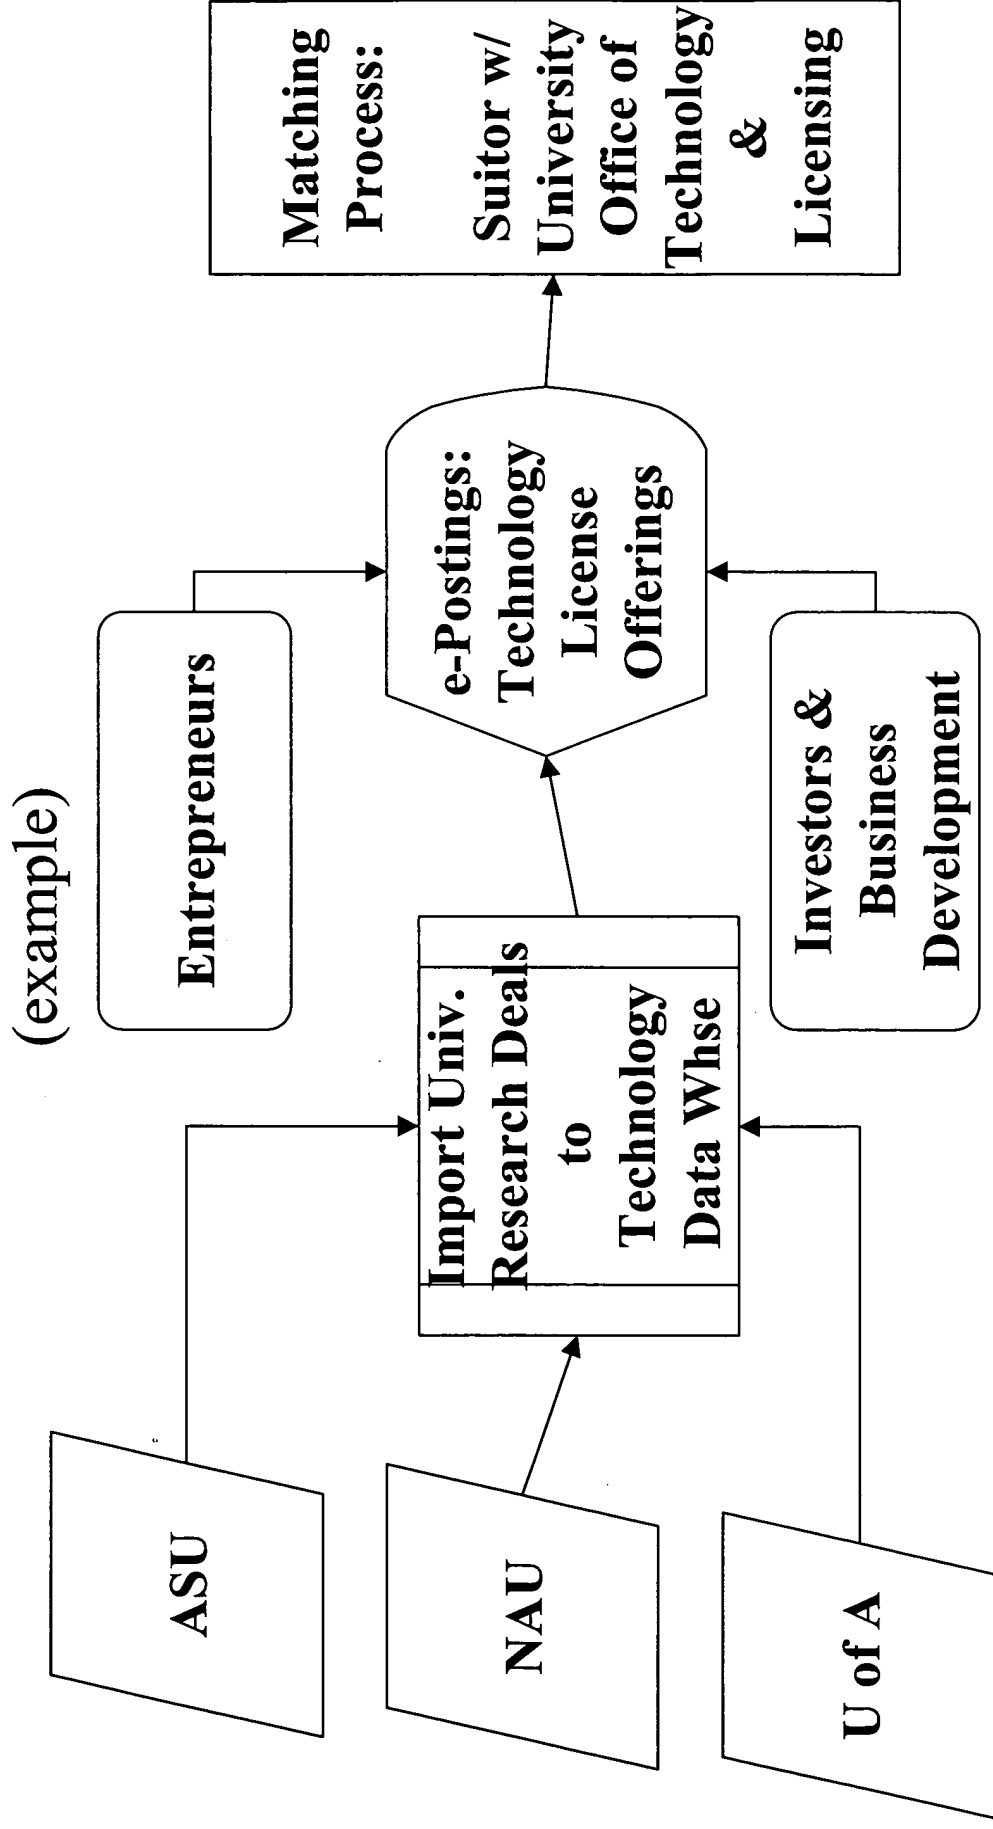 (example)
Entrepreneurs
ASU
NAU
U of A
Import Univ.
Research Deals
to
Technology
Data Whse
e-Postings:
Technology
License
Offerings
Investors &
Business
Development
Matching
Process:
Suitor w/
University
Office of
Technology
&
Licensing